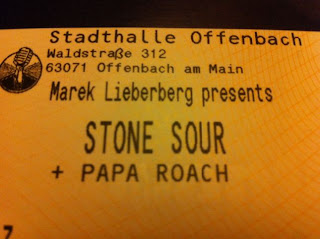 Stadthalle Offenbach
Waldstraße 312
63071 Offenbach am Main
Marek Lieberberg presents
STONE SOUR
+ PAPA ROACH